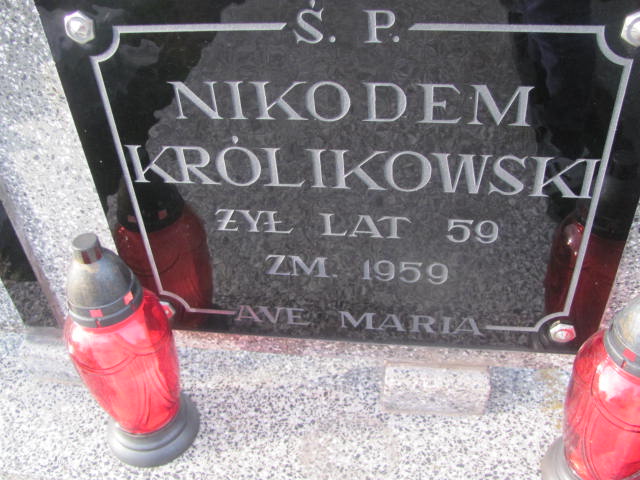 Ś. P.
NIKODEM
KRÓLIKOWSKI
ŻYŁ LAT 59
ZM. 1959
AVE MARIA